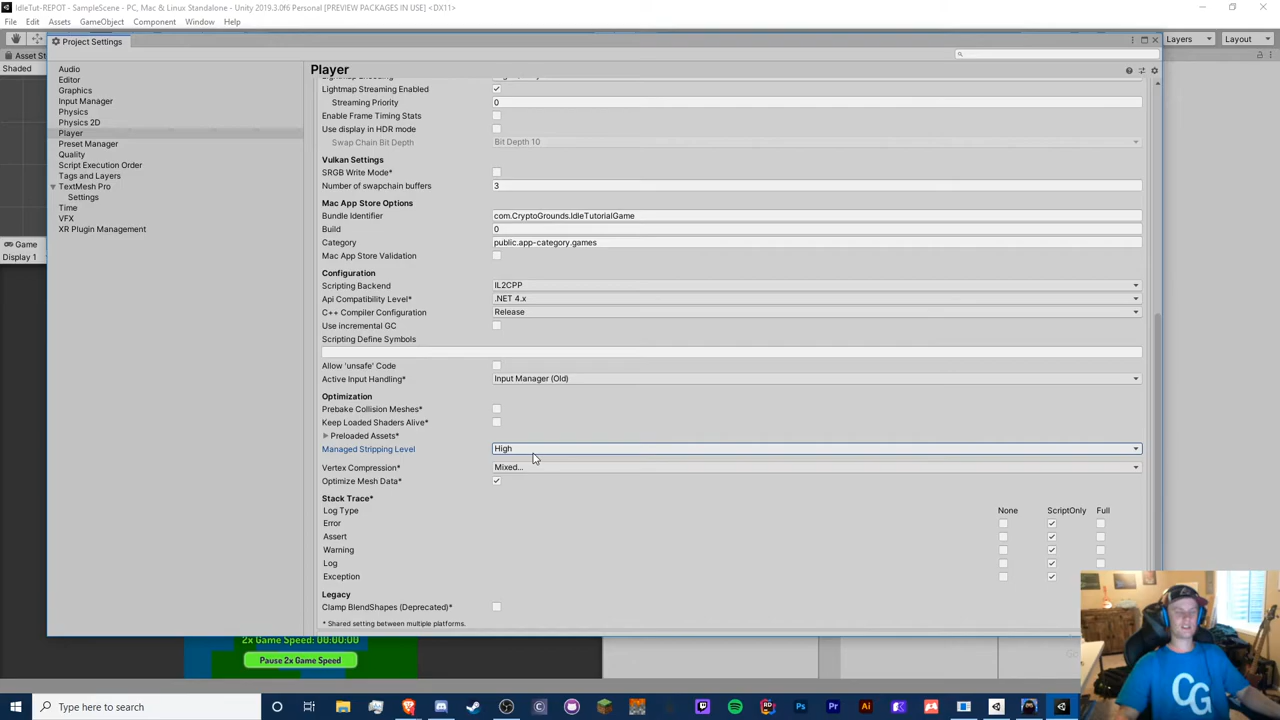 IdleTut-REPOT - SampleScene - PC, Mac & Linux Standalone - Unity 2019.3.0f6 Personal [PREVIEW PACKAGES IN USE] <DX11>
File Edit Assets GameObject Component Window Help
Layers Layout
Project Settings
Asset St
Shaded
Audio
Editor
Graphics
Input Manager
Physics
Physics 2D
Player
Preset Manager
Quality
Script Execution Order
Tags and Layers
TextMesh Pro
Settings
Time
VFX
XR Plugin Management
Game
Display 1
Player
Lightmap Streaming Enabled
Streaming Priority 0
Enable Frame Timing Stats
Use display in HDR mode
Swap Chain Bit Depth Bit Depth 10
Vulkan Settings
SRGB Write Mode*
Number of swapchain buffers 3
Mac App Store Options
Bundle Identifier com.CryptoGrounds.IdleTutorialGame
Build 0
Category public.app-category.games
Mac App Store Validation
Configuration
Scripting Backend IL2CPP
Api Compatibility Level* .NET 4.x
C++ Compiler Configuration Release
Use incremental GC
Scripting Define Symbols
Allow 'unsafe' Code
Active Input Handling* Input Manager (Old)
Optimization
Prebake Collision Meshes*
Keep Loaded Shaders Alive*
Preloaded Assets*
Managed Stripping Level High
Vertex Compression* Mixed...
Optimize Mesh Data*
Stack Trace*
Log Type None ScriptOnly Full
Error
Assert
Warning
Log
Exception
Legacy
Clamp BlendShapes (Deprecated)*
* Shared setting between multiple platforms.
2x Game Speed: 00:00:00
Pause 2x Game Speed
CG
Type here to search